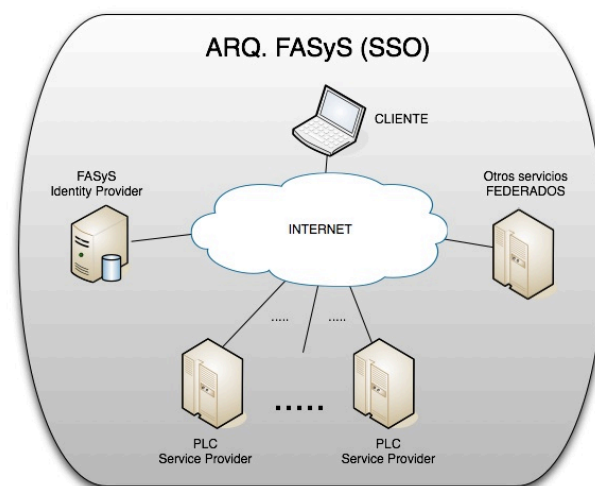 ARQ. FASyS (SSO)
CLIENTE
FASyS
Identity Provider
Otros servicios
FEDERADOS
INTERNET
..... .....
.....
PLC
Service Provider
PLC
Service Provider